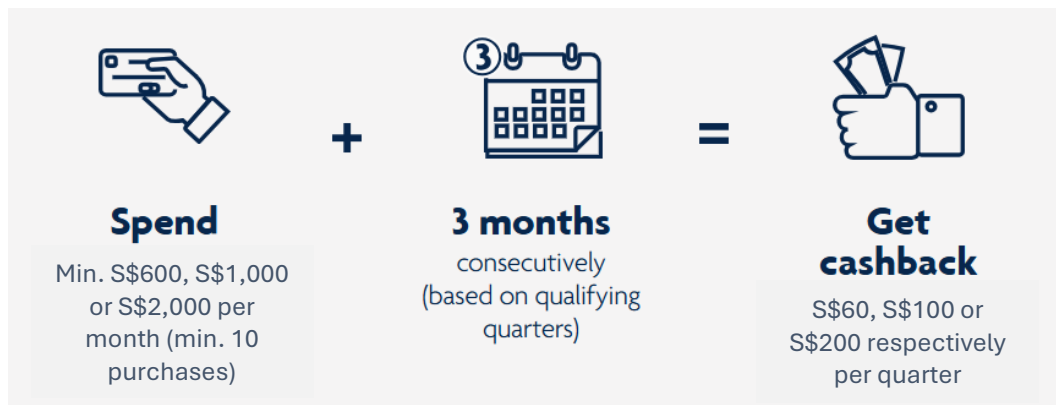 3
+
=
Spend
Min. S$600, S$1,000
or S$2,000 per
month (min. 10
purchases)
3 months
consecutively
(based on qualifying
quarters)
Get
cashback
S$60, S$100 or
S$200 respectively
per quarter